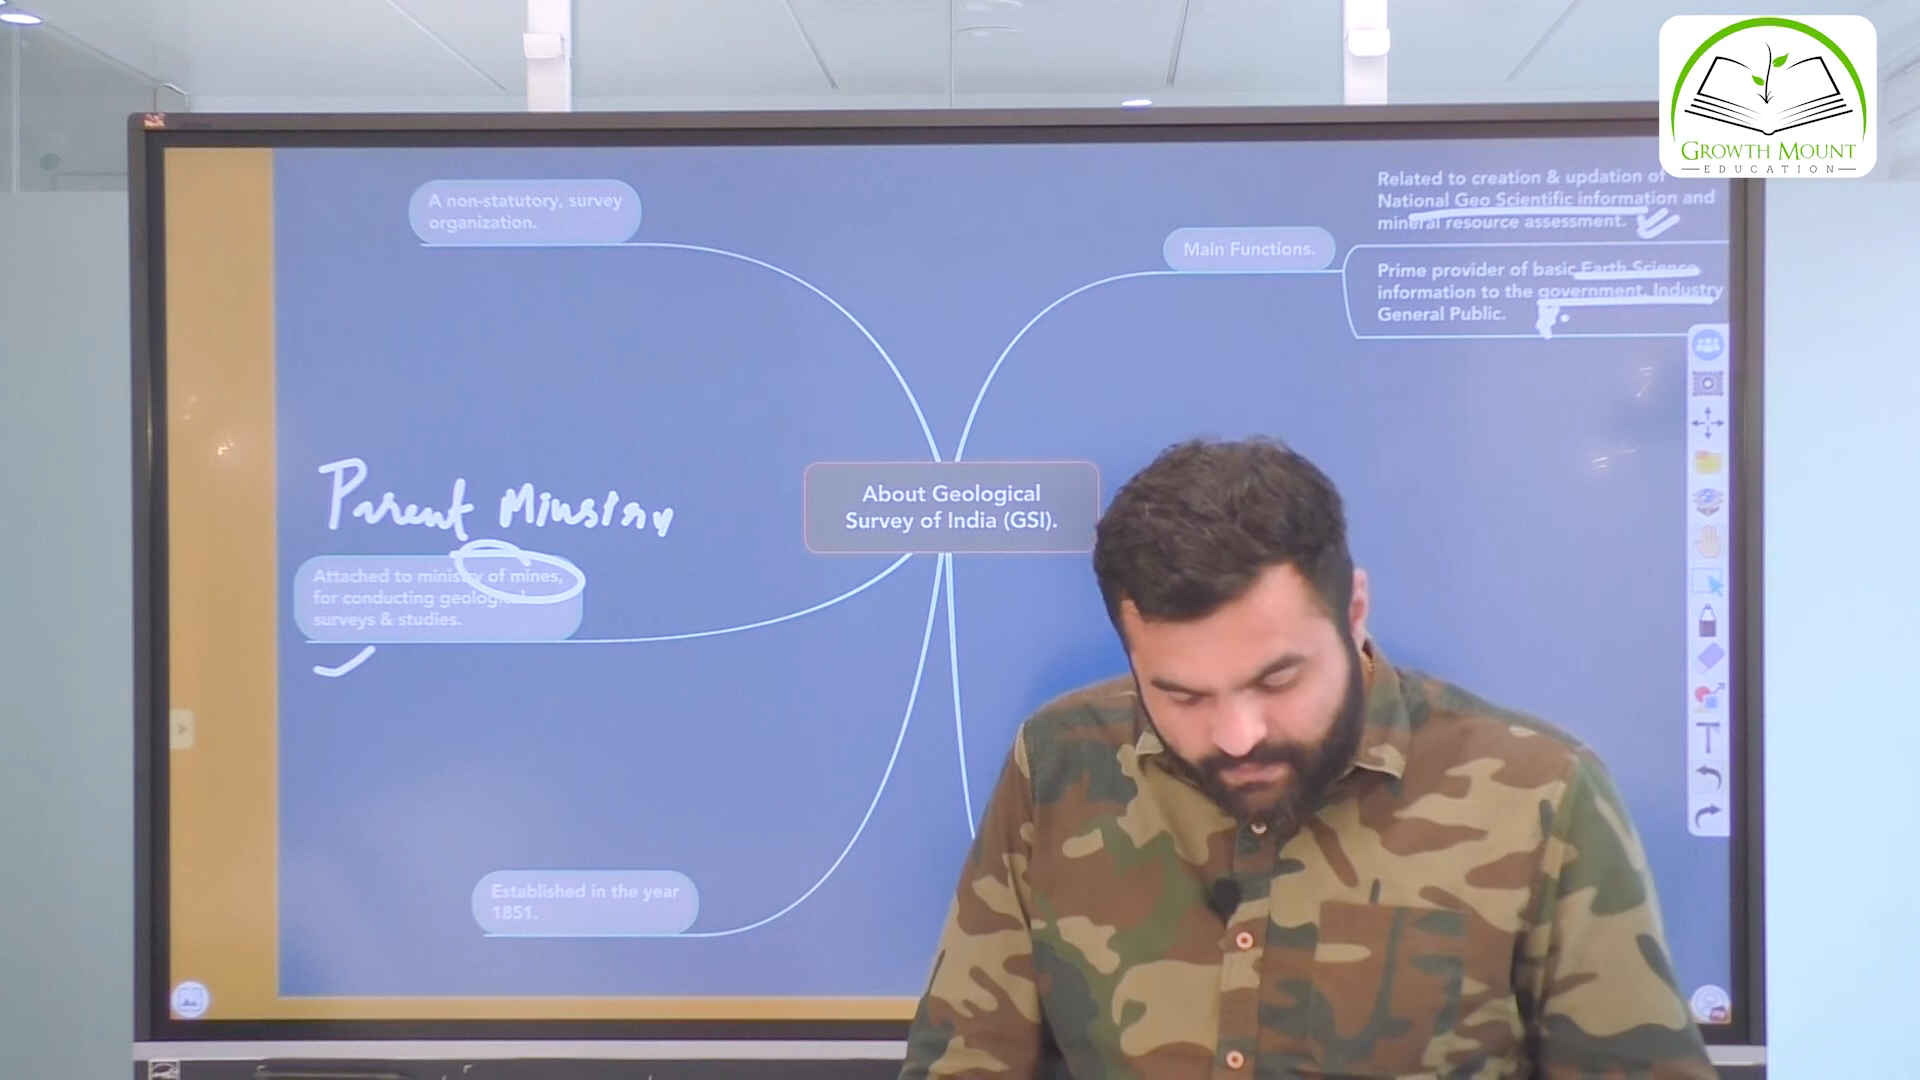 GROWTH MOUNT
EDUCATION
A non-statutory, survey
organization.
Related to creation & updation of
National Geo Scientific information and
mineral resource assessment.
Main Functions.
Prime provider of basic Earth Science
information to the government, Industry
General Public.
Parent Ministry
About Geological
Survey of India (GSI).
Attached to ministry of mines,
for conducting geological
surveys & studies.
Established in the year
1851.